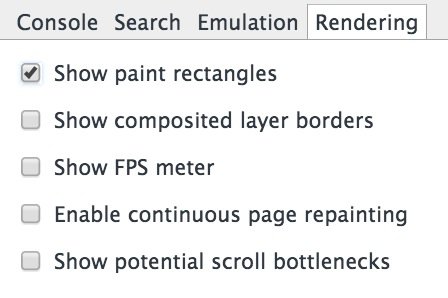 Console Search Emulation Rendering
Show paint rectangles
Show composited layer borders
Show FPS meter
Enable continuous page repainting
Show potential scroll bottlenecks